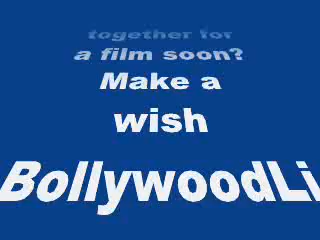 together for
a film soon?
Make a
wish
BollywoodLi